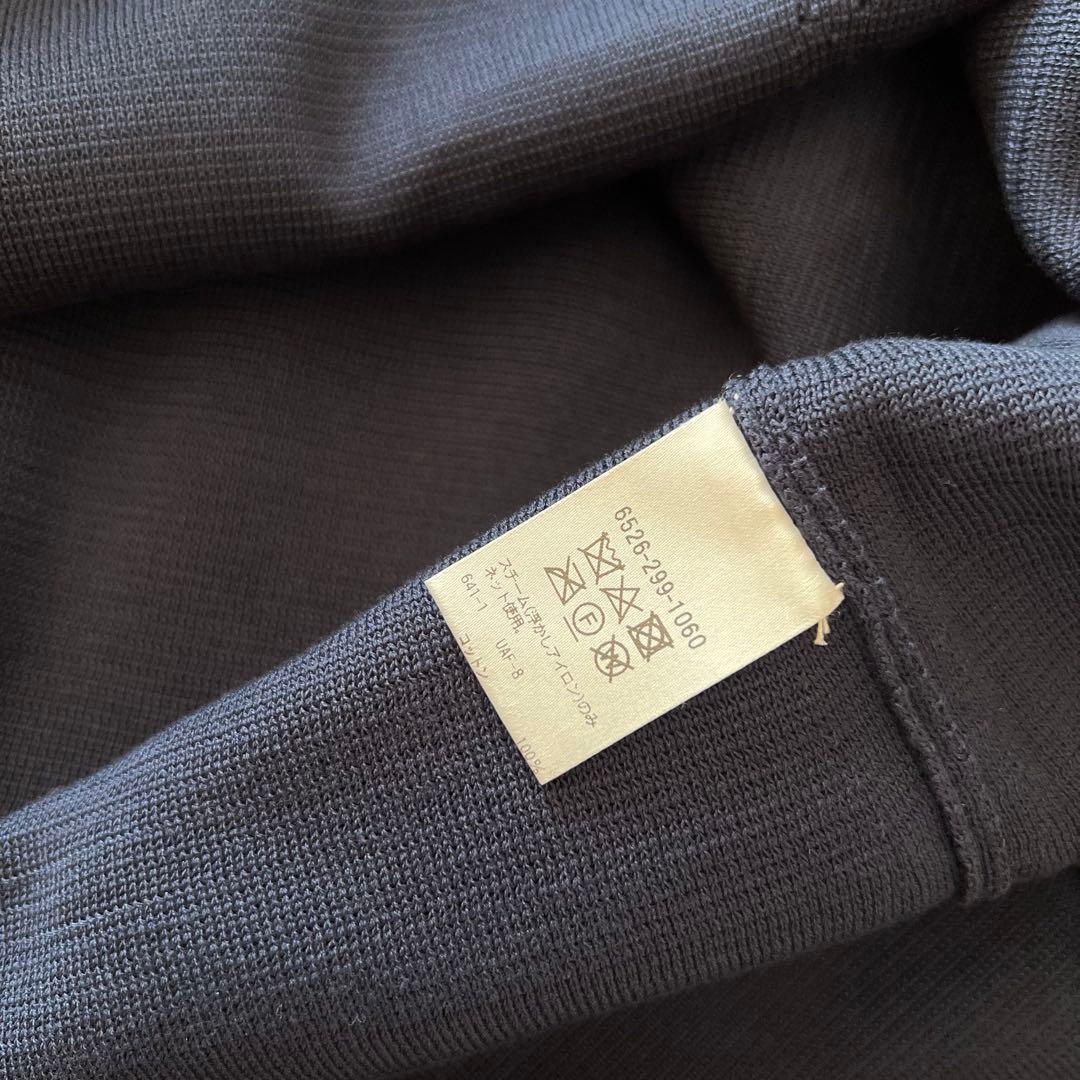 6526-299-1060
F
W
スチーム(浮かしアイロン)のみ
ネット使用。
641-1 UAF-8
コットン 100%